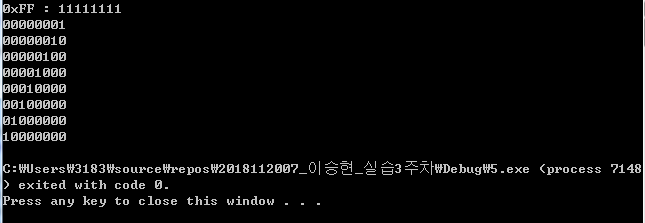 0xFF : 11111111
00000001
00000010
00000100
00001000
00010000
00100000
01000000
10000000
C:₩Users₩3183₩source₩repos₩2018112007_이승현_실습3주차₩Debug₩5.exe (process 7148
) exited with code 0.
Press any key to close this window . . .